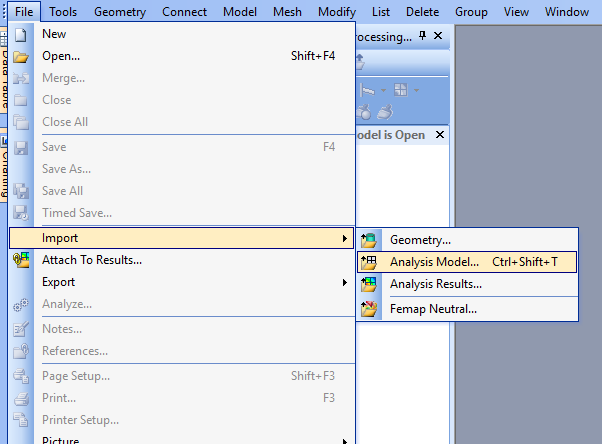 File Tools Geometry Connect Model Mesh Modify List Delete Group View Window
New
rocessing...
Open... Shift+F4
Merge...
Close
Close All
odel is Open
Save F4
Save As...
Save All
Timed Save...
Import
Geometry...
Attach To Results...
Analysis Model... Ctrl+Shift+T
Export
Analysis Results...
Analyze...
Femap Neutral...
Notes...
References...
Page Setup... Shift+F3
Print... F3
Printer Setup...
Picture